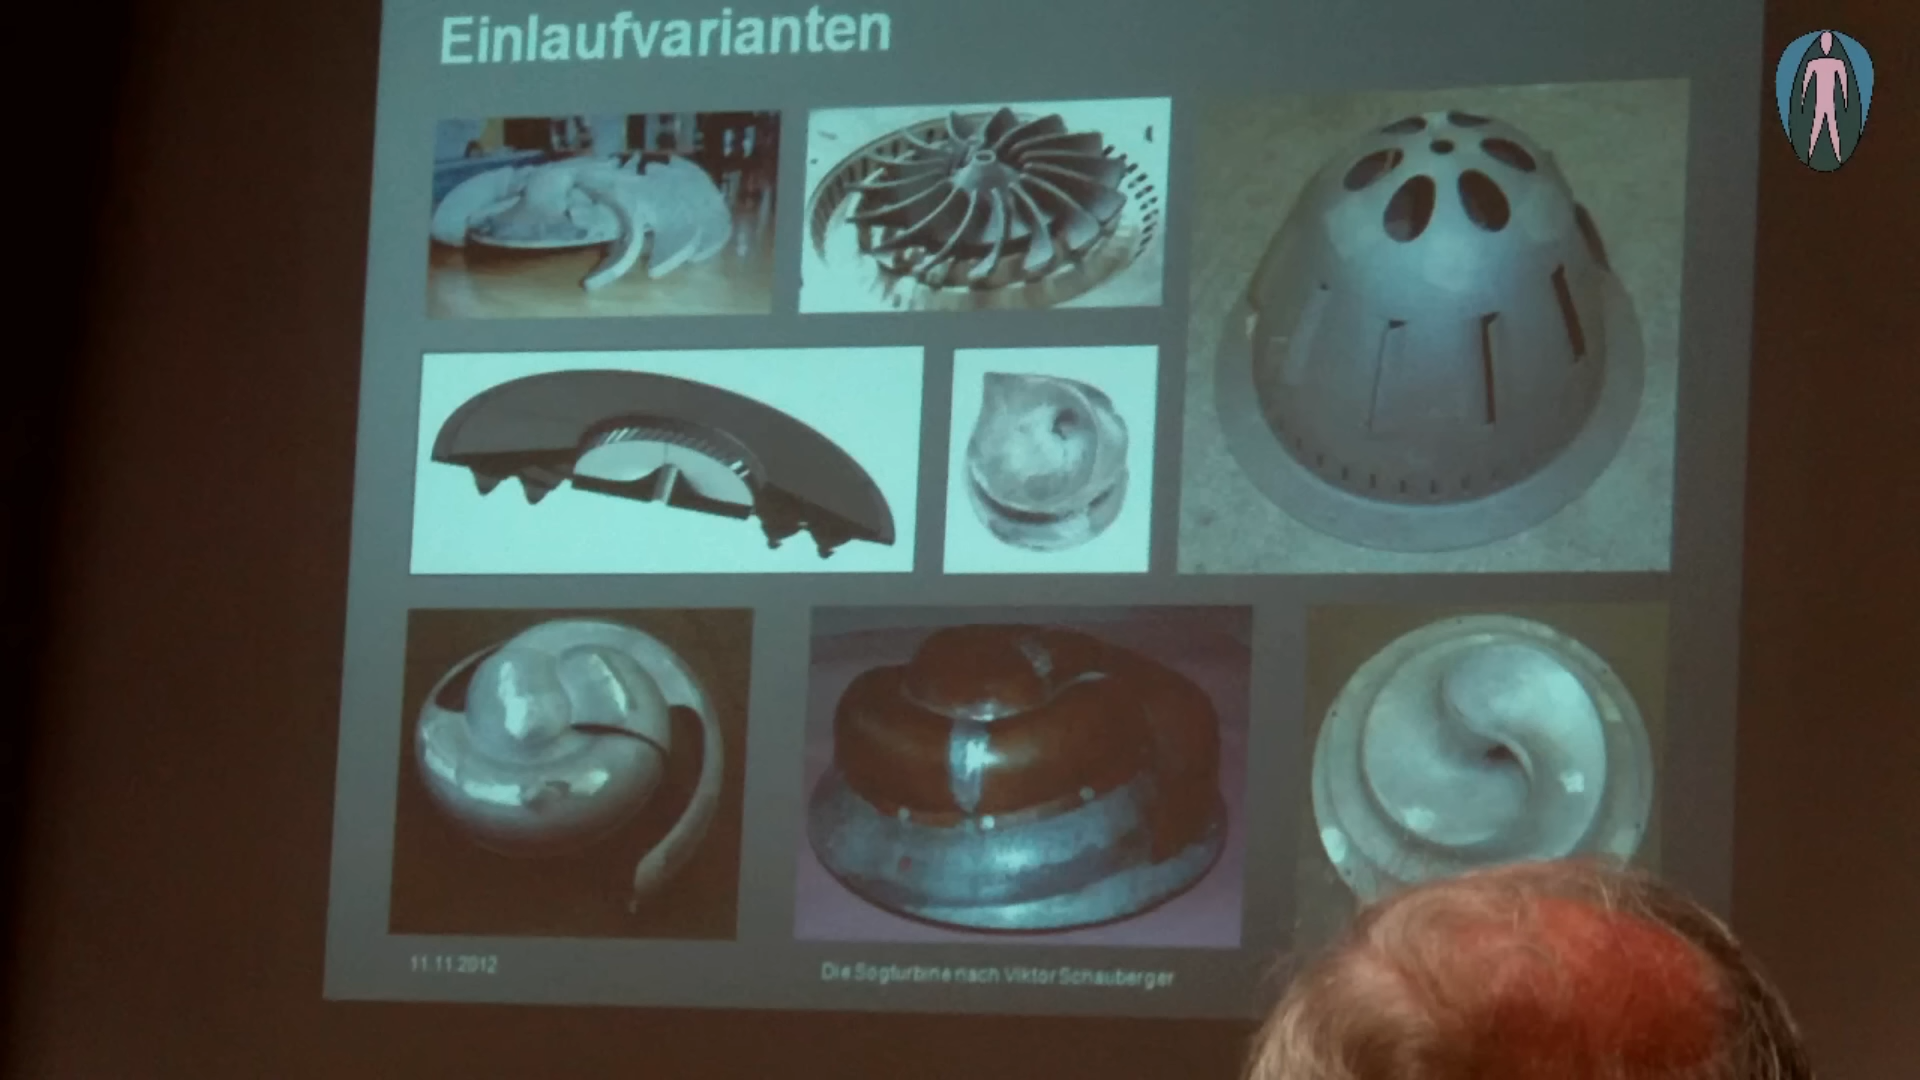 Einlaufvarianten
11.11.2012
Die Sogturbine nach Viktor Schauberger